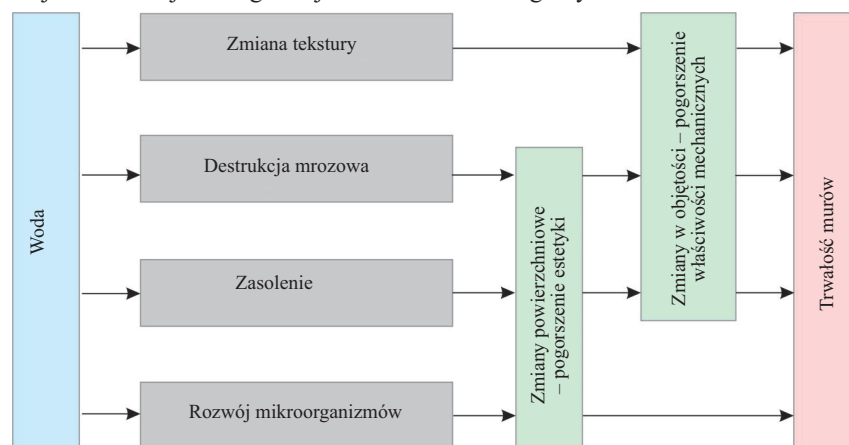 Woda
Zmiana tekstury
Destrukcja mrozowa
Zasolenie
Rozwój mikroorganizmów
Zmiany powierzchniowe
– pogorszenie estetyki
Zmiany w objętości – pogorszenie
właściwości mechanicznych
Trwałość murów